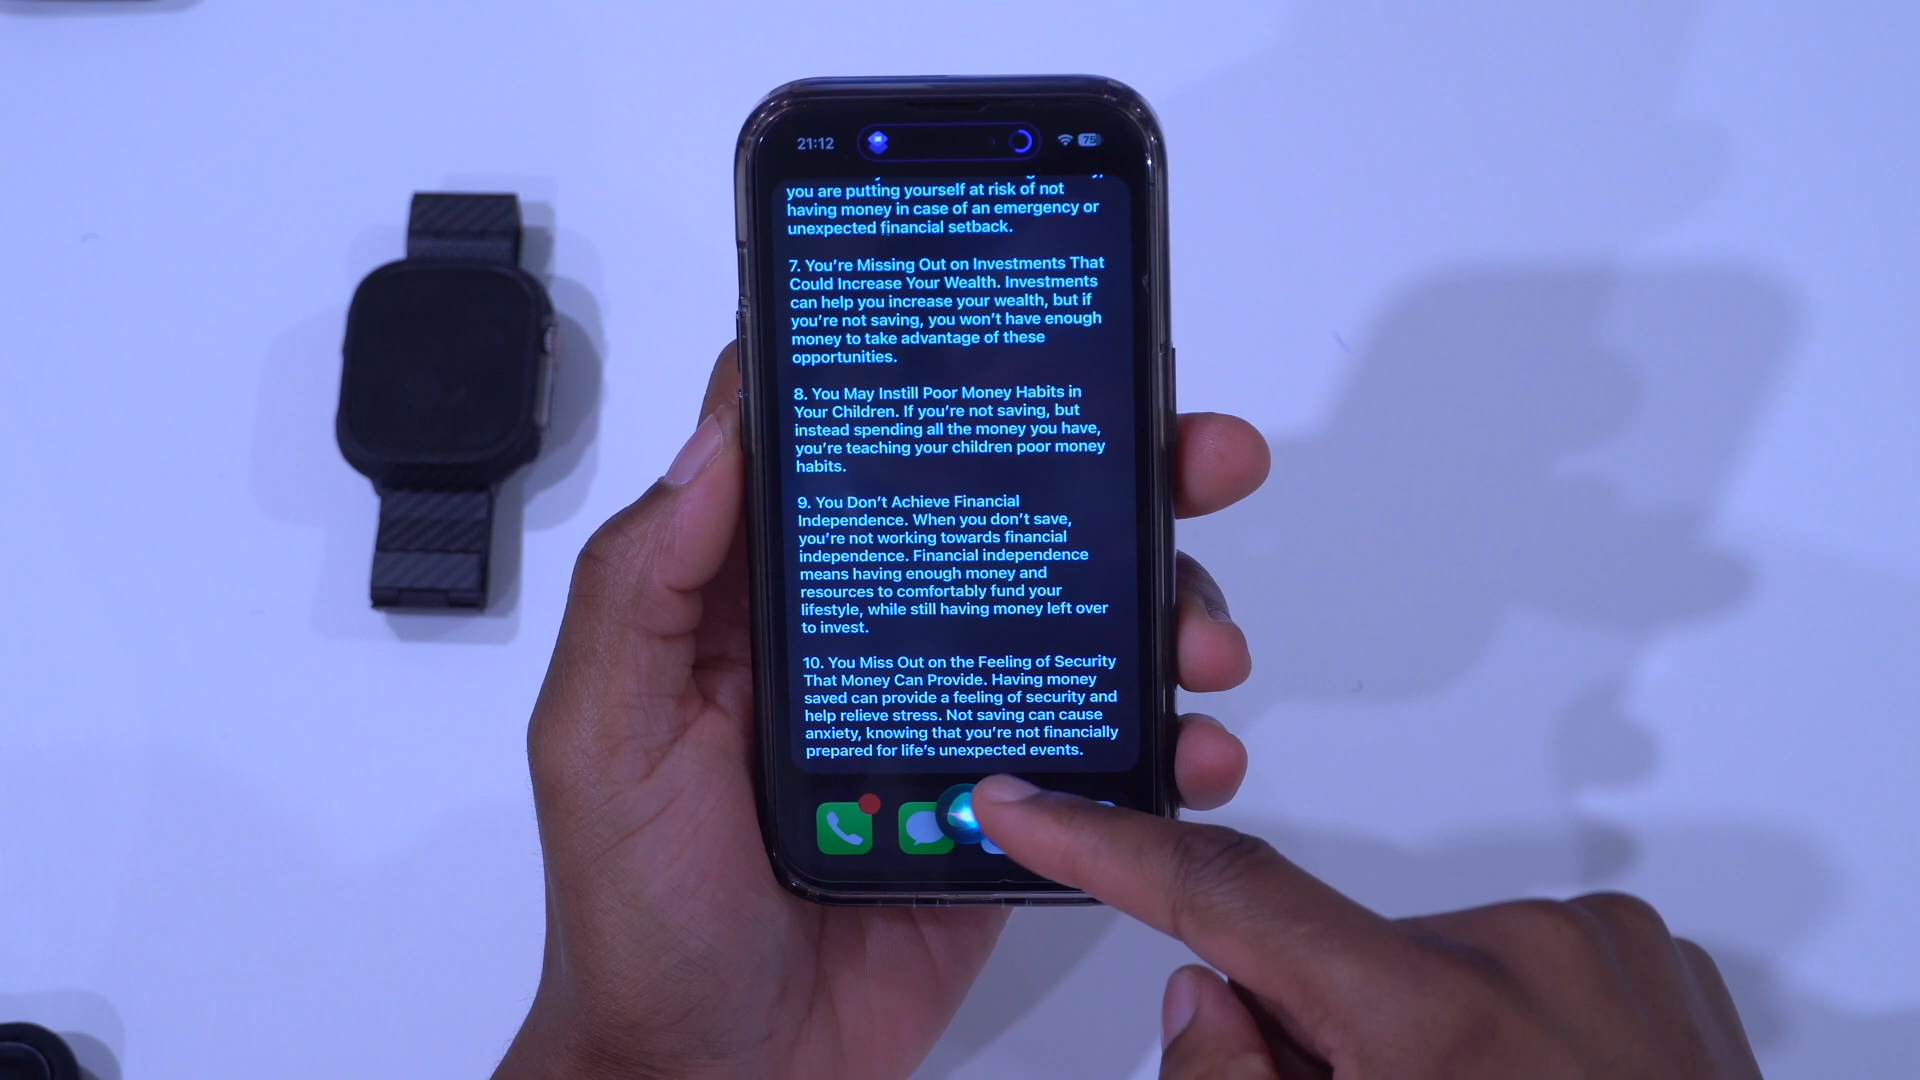 21:12
75
you are putting yourself at risk of not
having money in case of an emergency or
unexpected financial setback.
7. You're Missing Out on Investments That
Could Increase Your Wealth. Investments
can help you increase your wealth, but if
you're not saving, you won't have enough
money to take advantage of these
opportunities.
8. You May Instill Poor Money Habits in
Your Children. If you're not saving, but
instead spending all the money you have,
you're teaching your children poor money
habits.
9. You Don't Achieve Financial
Independence. When you don't save,
you're not working towards financial
independence. Financial independence
means having enough money and
resources to comfortably fund your
lifestyle, while still having money left over
to invest.
10. You Miss Out on the Feeling of Security
That Money Can Provide. Having money
saved can provide a feeling of security and
help relieve stress. Not saving can cause
anxiety, knowing that you're not financially
prepared for life's unexpected events.